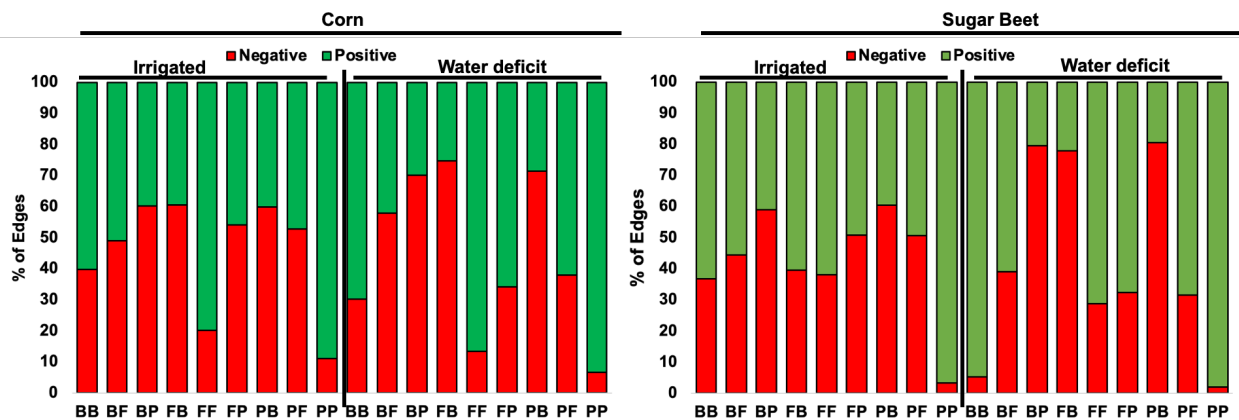 Corn
Sugar Beet
Negative Positive
Negative Positive
Irrigated Water deficit
Irrigated Water deficit
% of Edges
100
90
80
70
60
50
40
30
20
10
0
BB BF BP FB FF FP PB PF PP BB BF BP FB FF FP PB PF PP
% of Edges
100
90
80
70
60
50
40
30
20
10
0
BB BF BP FB FF FP PB PF PP BB BF BP FB FF FP PB PF PP